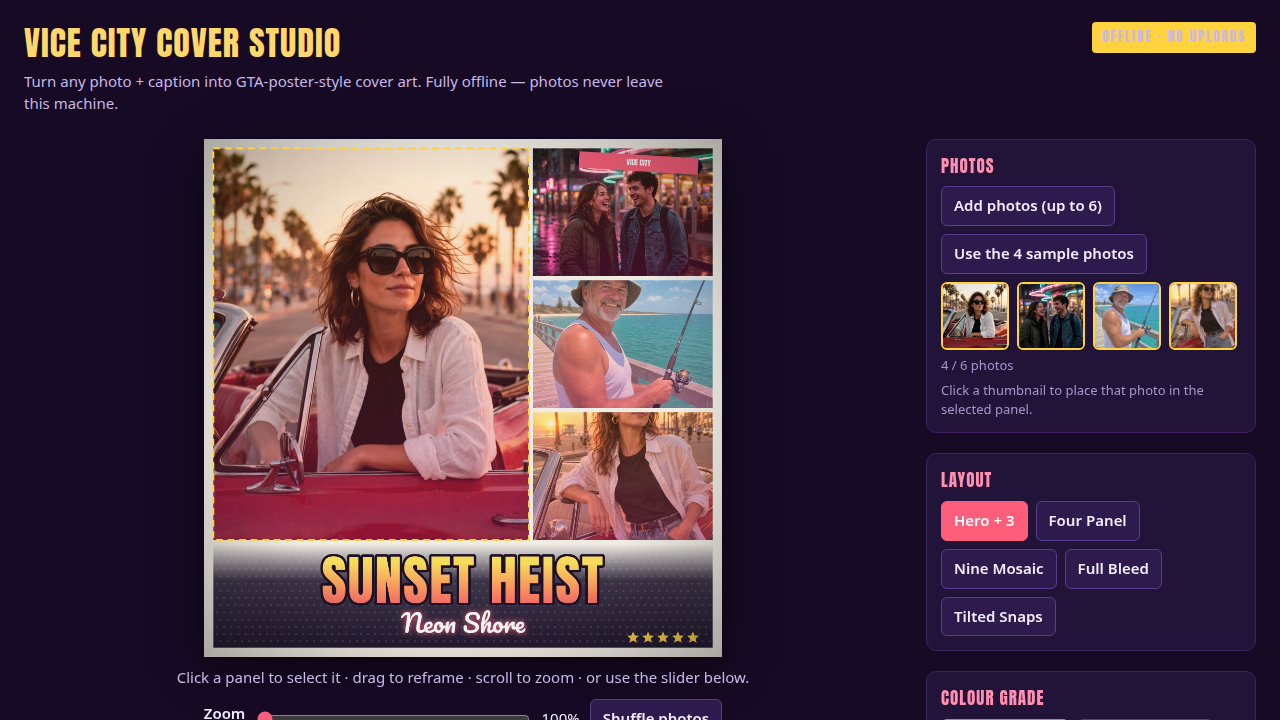 VICE CITY COVER STUDIO
OFFLINE · NO UPLOADS
Turn any photo + caption into GTA-poster-style cover art. Fully offline — photos never leave
this machine.
VICE CITY
SUNSET HEIST
Neon Shore
Click a panel to select it · drag to reframe · scroll to zoom · or use the slider below.
Zoom
100%
Shuffle photos
PHOTOS
Add photos (up to 6)
Use the 4 sample photos
4 / 6 photos
Click a thumbnail to place that photo in the
selected panel.
LAYOUT
Hero + 3
Four Panel
Nine Mosaic
Full Bleed
Tilted Snaps
COLOUR GRADE